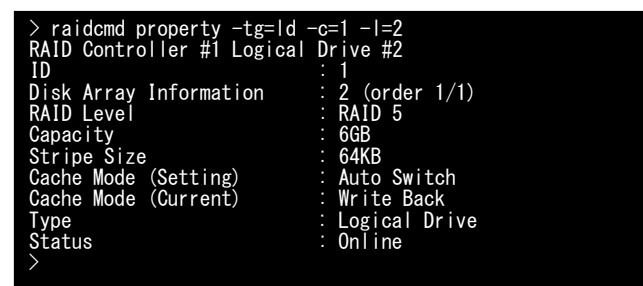 > raidcmd property -tg=ld -c=1 -l=2
RAID Controller #1 Logical Drive #2
ID : 1
Disk Array Information : 2 (order 1/1)
RAID Level : RAID 5
Capacity : 6GB
Stripe Size : 64KB
Cache Mode (Setting) : Auto Switch
Cache Mode (Current) : Write Back
Type : Logical Drive
Status : Online
>